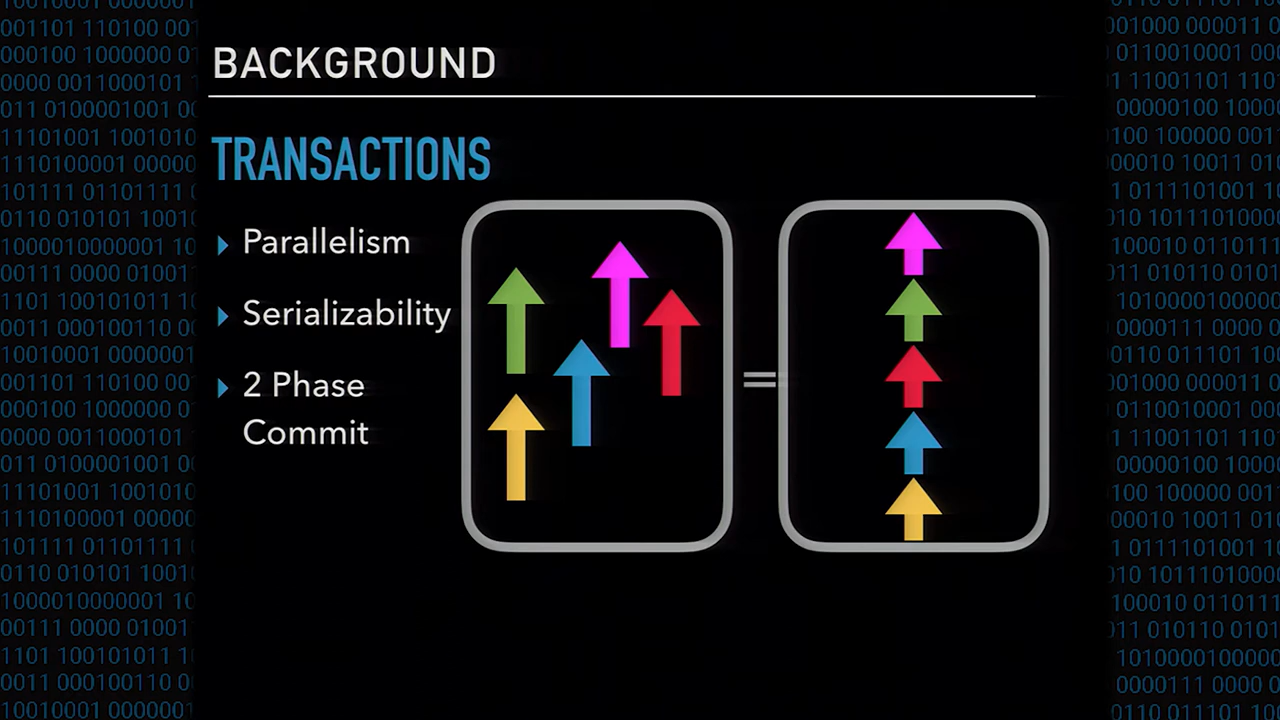 BACKGROUND
TRANSACTIONS
Parallelism
Serializability
2 Phase
Commit
=